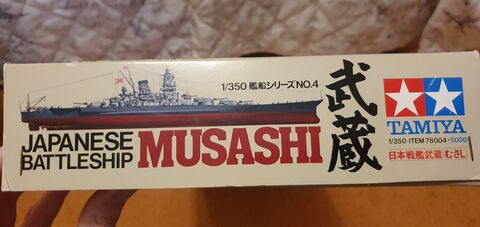 1/350 艦船シリーズNO.4
JAPANESE
BATTLESHIP
MUSASHI
武蔵
TAMIYA
1/350・ITEM 78004・5000
日本戦艦武蔵 むさし